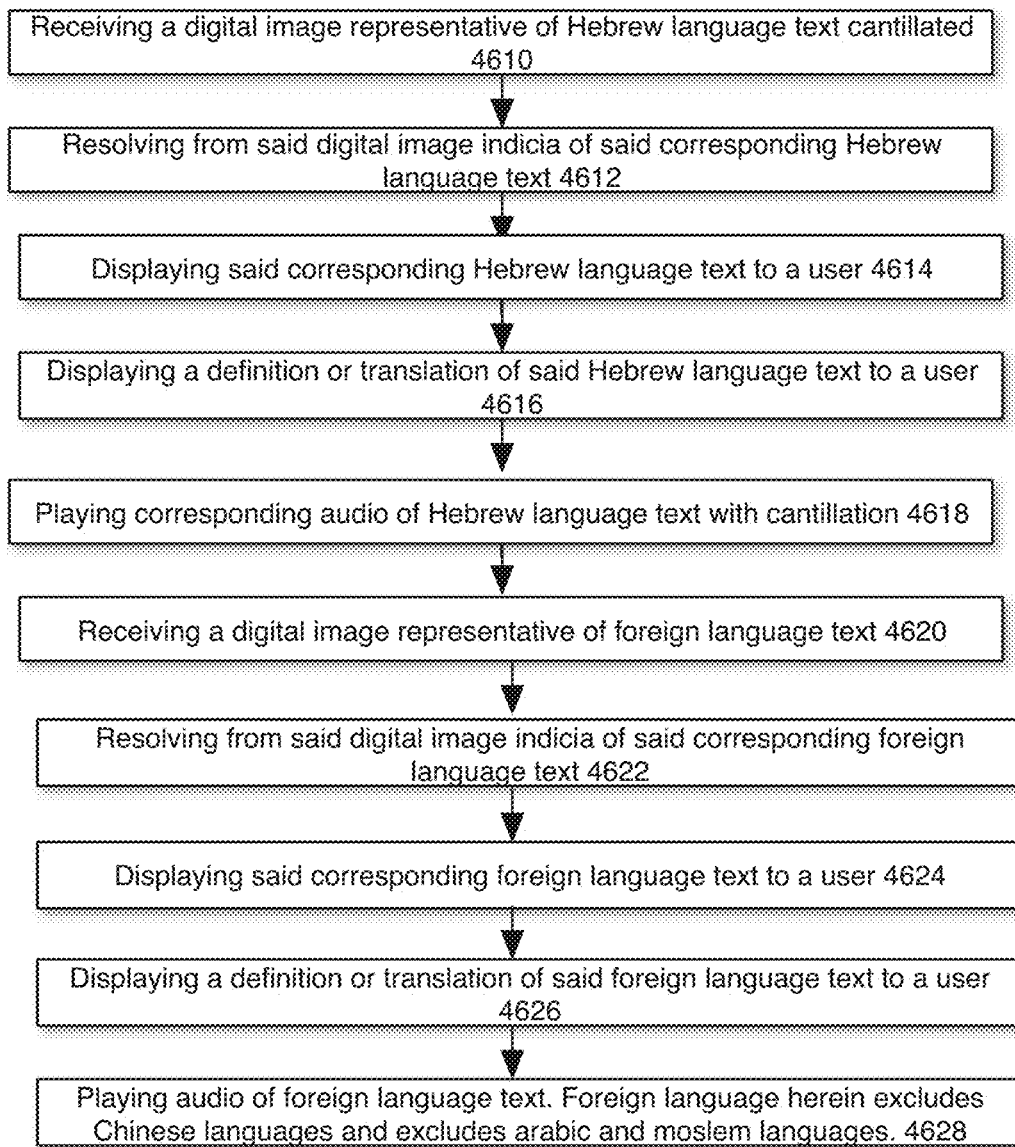 Receiving a digital image representative of Hebrew language text cantillated
4610
Resolving from said digital image indicia of said corresponding Hebrew
language text 4612
Displaying said corresponding Hebrew language text to a user 4614
Displaying a definition or translation of said Hebrew language text to a user
4616
Playing corresponding audio of Hebrew language text with cantillation 4618
Receiving a digital image representative of foreign language text 4620
Resolving from said digital image indicia of said corresponding foreign
language text 4622
Displaying said corresponding foreign language text to a user 4624
Displaying a definition or translation of said foreign language text to a user
4626
Playing audio of foreign language text. Foreign language herein excludes
Chinese languages and excludes arabic and moslem languages. 4628